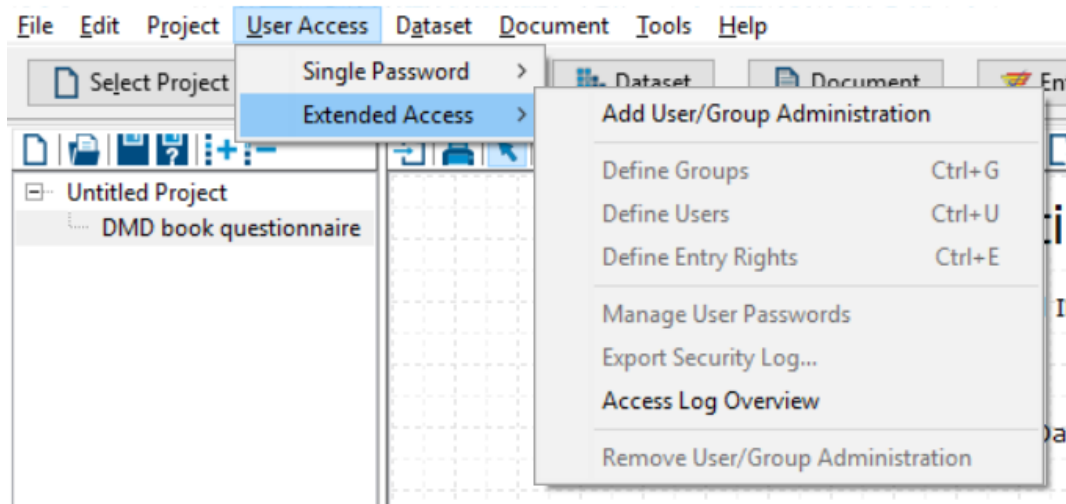 File Edit Project User Access Dataset Document Tools Help
Select Project
Dataset
Document
Single Password >
Extended Access >
Add User/Group Administration
Define Groups Ctrl+G
Define Users Ctrl+U
Define Entry Rights Ctrl+E
Manage User Passwords
Export Security Log...
Access Log Overview
Remove User/Group Administration
Untitled Project
DMD book questionnaire